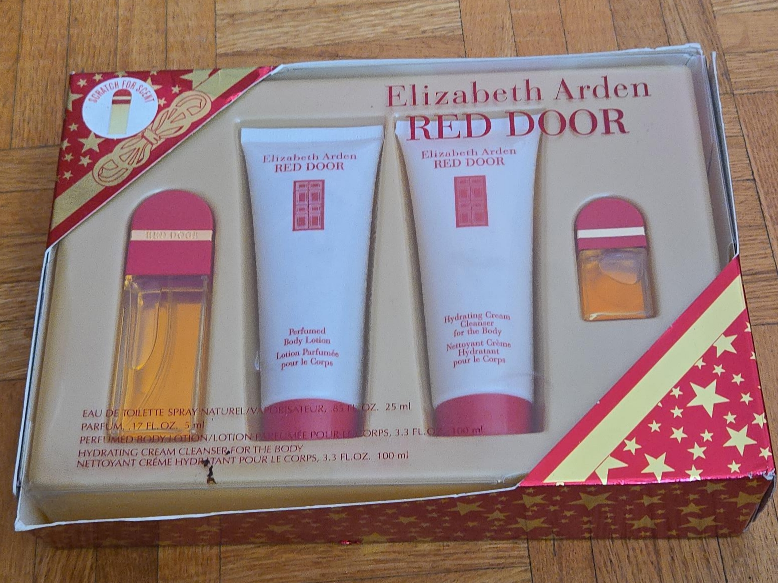 SCRATCH FOR SCENT
Elizabeth Arden
RED DOOR
Elizabeth Arden
RED DOOR
Elizabeth Arden
RED DOOR
RED DOOR
Perfumed
Body Lotion
Lotion Parfumée
pour le Corps
Hydrating Cream
Cleanser
for the Body
Nettoyant Crème
Hydratant
pour le Corps
EAU DE TOILETTE SPRAY NATUREL/VAPORISATEUR, .85 FL.OZ. 25 ml
PARFUM, .17 FL.OZ. 5 ml
PERFUMED BODY LOTION/LOTION PARFUMÉE POUR LE CORPS, 3.3 FL.OZ. 100 ml
HYDRATING CREAM CLEANSER FOR THE BODY
NETTOYANT CRÈME HYDRATANT POUR LE CORPS, 3.3 FL.OZ. 100 ml